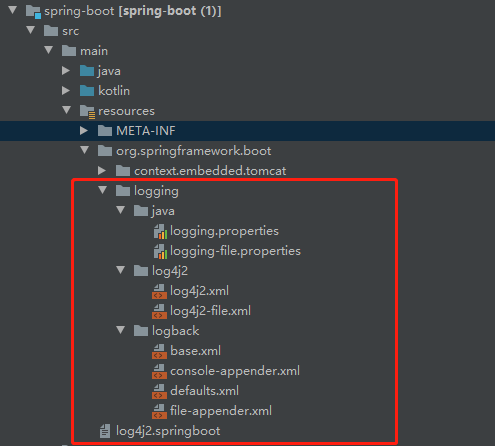 spring-boot [spring-boot (1)]
src
main
java
kotlin
resources
META-INF
org.springframework.boot
context.embedded.tomcat
logging
java
logging.properties
logging-file.properties
log4j2
log4j2.xml
log4j2-file.xml
logback
base.xml
console-appender.xml
defaults.xml
file-appender.xml
log4j2.springboot